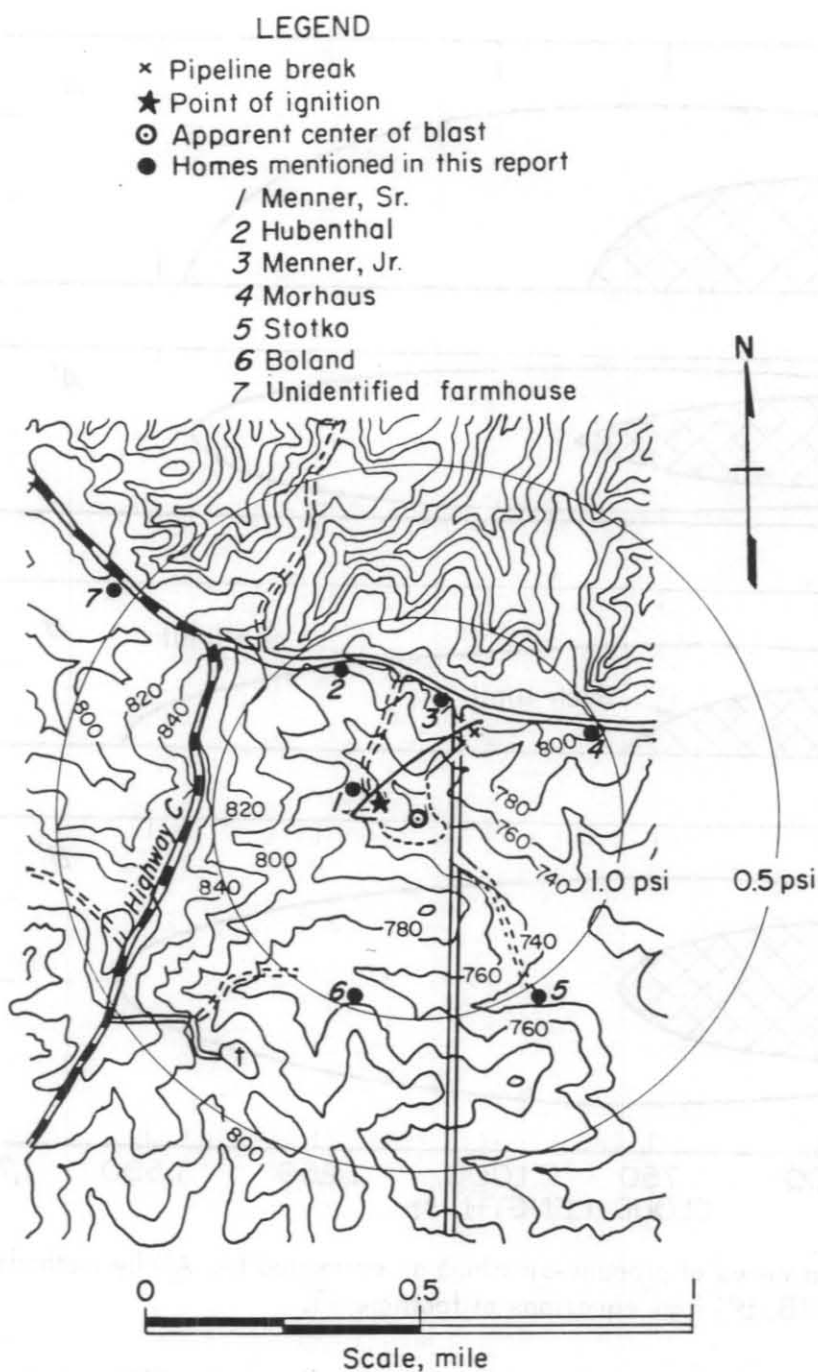 LEGEND
× Pipeline break
★ Point of ignition
⊙ Apparent center of blast
● Homes mentioned in this report
1 Menner, Sr.
2 Hubenthal
3 Menner, Jr.
4 Morhaus
5 Stotko
6 Boland
7 Unidentified farmhouse
N
7
2
3
4
800
820
840
800
780
760
740
1
820
800
840
Highway C
1.0 psi
0.5 psi
780
740
760
6
5
760
800
0
0.5
1
Scale, mile